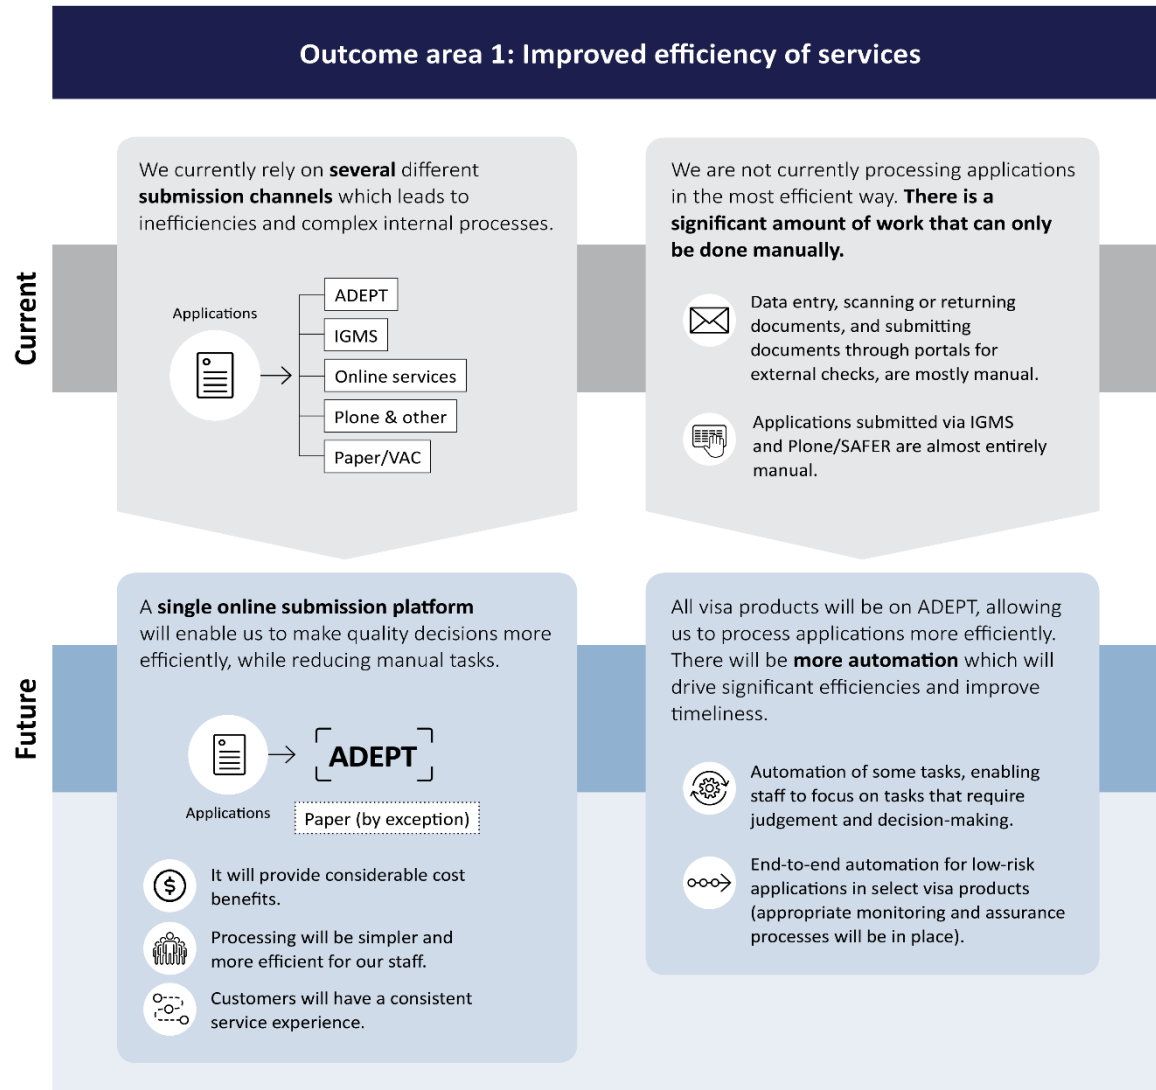 Outcome area 1: Improved efficiency of services
Current
We currently rely on several different
submission channels which leads to
inefficiencies and complex internal processes.
Applications
ADEPT
IGMS
Online services
Plone & other
Paper/VAC
We are not currently processing applications
in the most efficient way. There is a
significant amount of work that can only
be done manually.
Data entry, scanning or returning
documents, and submitting
documents through portals for
external checks, are mostly manual.
Applications submitted via IGMS
and Plone/SAFER are almost entirely
manual.
Future
A single online submission platform
will enable us to make quality decisions more
efficiently, while reducing manual tasks.
Applications
ADEPT
Paper (by exception)
$
It will provide considerable cost
benefits.
Processing will be simpler and
more efficient for our staff.
Customers will have a consistent
service experience.
All visa products will be on ADEPT, allowing
us to process applications more efficiently.
There will be more automation which will
drive significant efficiencies and improve
timeliness.
Automation of some tasks, enabling
staff to focus on tasks that require
judgement and decision-making.
End-to-end automation for low-risk
applications in select visa products
(appropriate monitoring and assurance
processes will be in place).